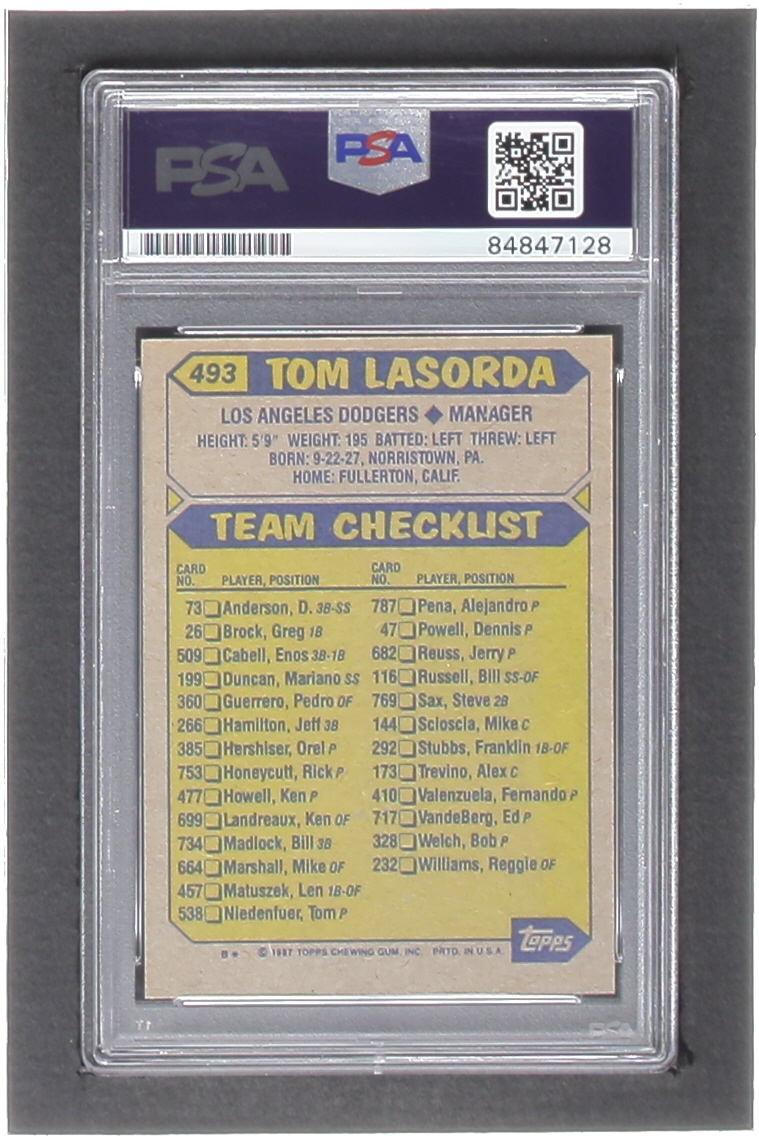 PSA
PSA
84847128
493 TOM LASORDA
LOS ANGELES DODGERS ◆ MANAGER
HEIGHT: 5'9" WEIGHT: 195 BATTED: LEFT THREW: LEFT
BORN: 9-22-27, NORRISTOWN, PA.
HOME: FULLERTON, CALIF.
TEAM CHECKLIST
CARD NO. PLAYER, POSITION
73 Anderson, D. 3B-SS
26 Brock, Greg 1B
509 Cabell, Enos 3B-1B
199 Duncan, Mariano SS
360 Guerrero, Pedro OF
266 Hamilton, Jeff 3B
385 Hershiser, Orel P
753 Honeycutt, Rick P
477 Howell, Ken P
699 Landreaux, Ken OF
734 Madlock, Bill 3B
664 Marshall, Mike OF
457 Matuszek, Len 1B-OF
538 Niedenfuer, Tom P
CARD NO. PLAYER, POSITION
787 Pena, Alejandro P
47 Powell, Dennis P
682 Reuss, Jerry P
116 Russell, Bill SS-OF
769 Sax, Steve 2B
144 Scioscia, Mike C
292 Stubbs, Franklin 1B-OF
173 Trevino, Alex C
410 Valenzuela, Fernando P
717 VandeBerg, Ed P
328 Welch, Bob P
232 Williams, Reggie OF
topps
B* © 1987 TOPPS CHEWING GUM, INC. PRTD. IN U.S.A.
PSA